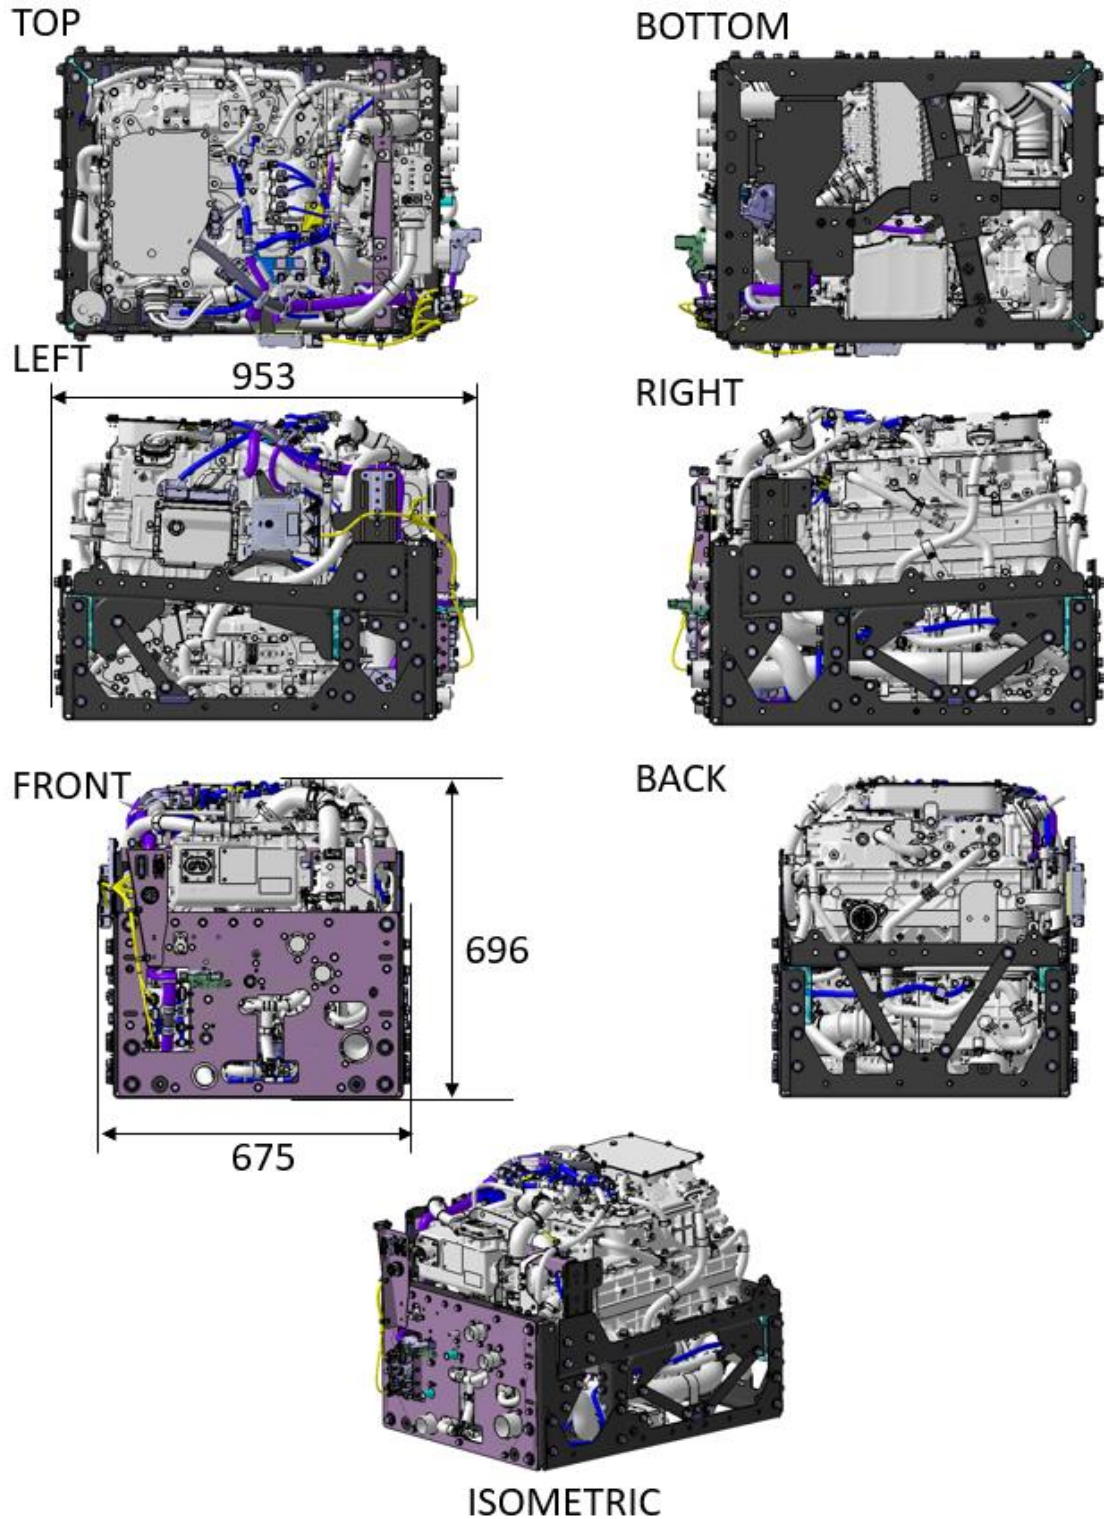 TOP
BOTTOM
LEFT
953
RIGHT
FRONT
BACK
696
675
ISOMETRIC